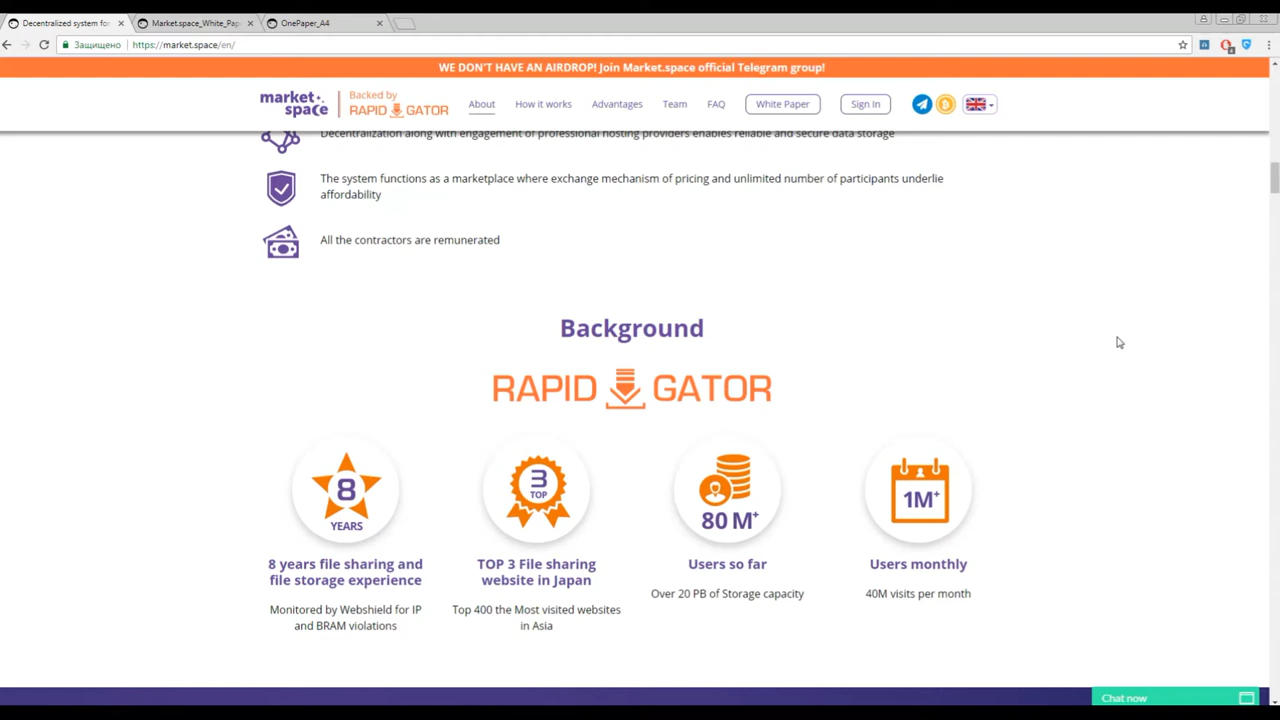 Decentralized system for
Market.space_White_Pap
OnePaper_A4
Защищено
https://market.space/en/
WE DON'T HAVE AN AIRDROP! Join Market.space official Telegram group!
market
space
Backed by
RAPID GATOR
About
How it works
Advantages
Team
FAQ
White Paper
Sign In
Decentralization along with engagement of professional hosting providers enables reliable and secure data storage
The system functions as a marketplace where exchange mechanism of pricing and unlimited number of participants underlie
affordability
All the contractors are remunerated
Background
RAPID GATOR
8
YEARS
3
TOP
80 M+
1M+
8 years file sharing and
file storage experience
TOP 3 File sharing
website in Japan
Users so far
Users monthly
Monitored by Webshield for IP
and BRAM violations
Top 400 the Most visited websites
in Asia
Over 20 PB of Storage capacity
40M visits per month
Chat now